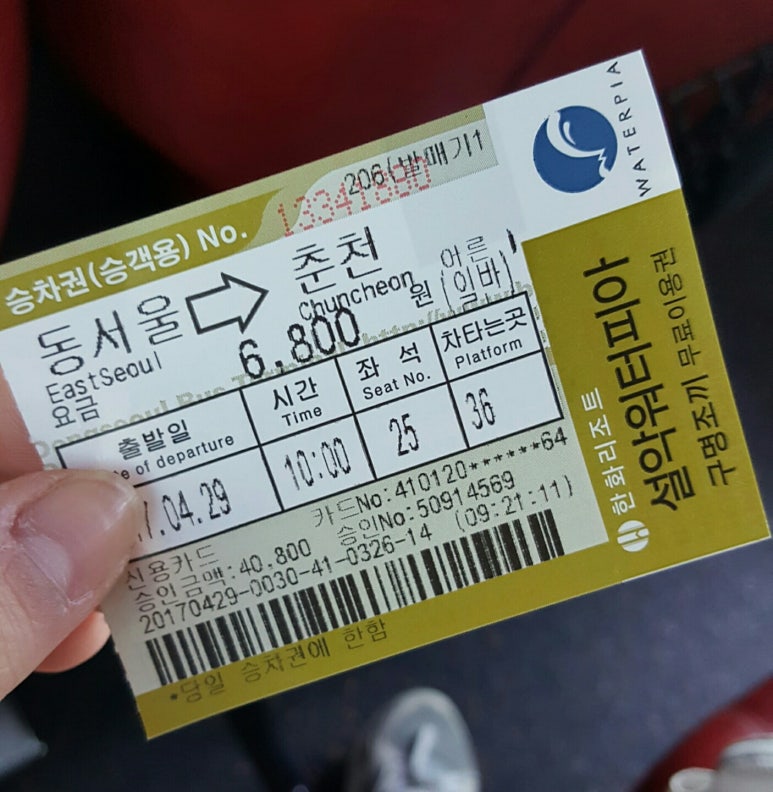 206(발매기1
13341800
WATERPIA
승차권(승객용) No.
동서울 ⇨ 춘천
EastSeoul Chuncheon
어른
(일반)
요금 6,800 원
출발일 시간 좌 석 차타는곳
e of departure Time Seat No. Platform
7.04.29 10:00 25 36
신용카드 카드No:410120******64
승인금액:40,800 승인No:50914569
20170429-0030-41-0326-14 (09:21:11)
*당일 승차권에 한함
한화리조트
설악워터피아
구명조끼 무료이용권